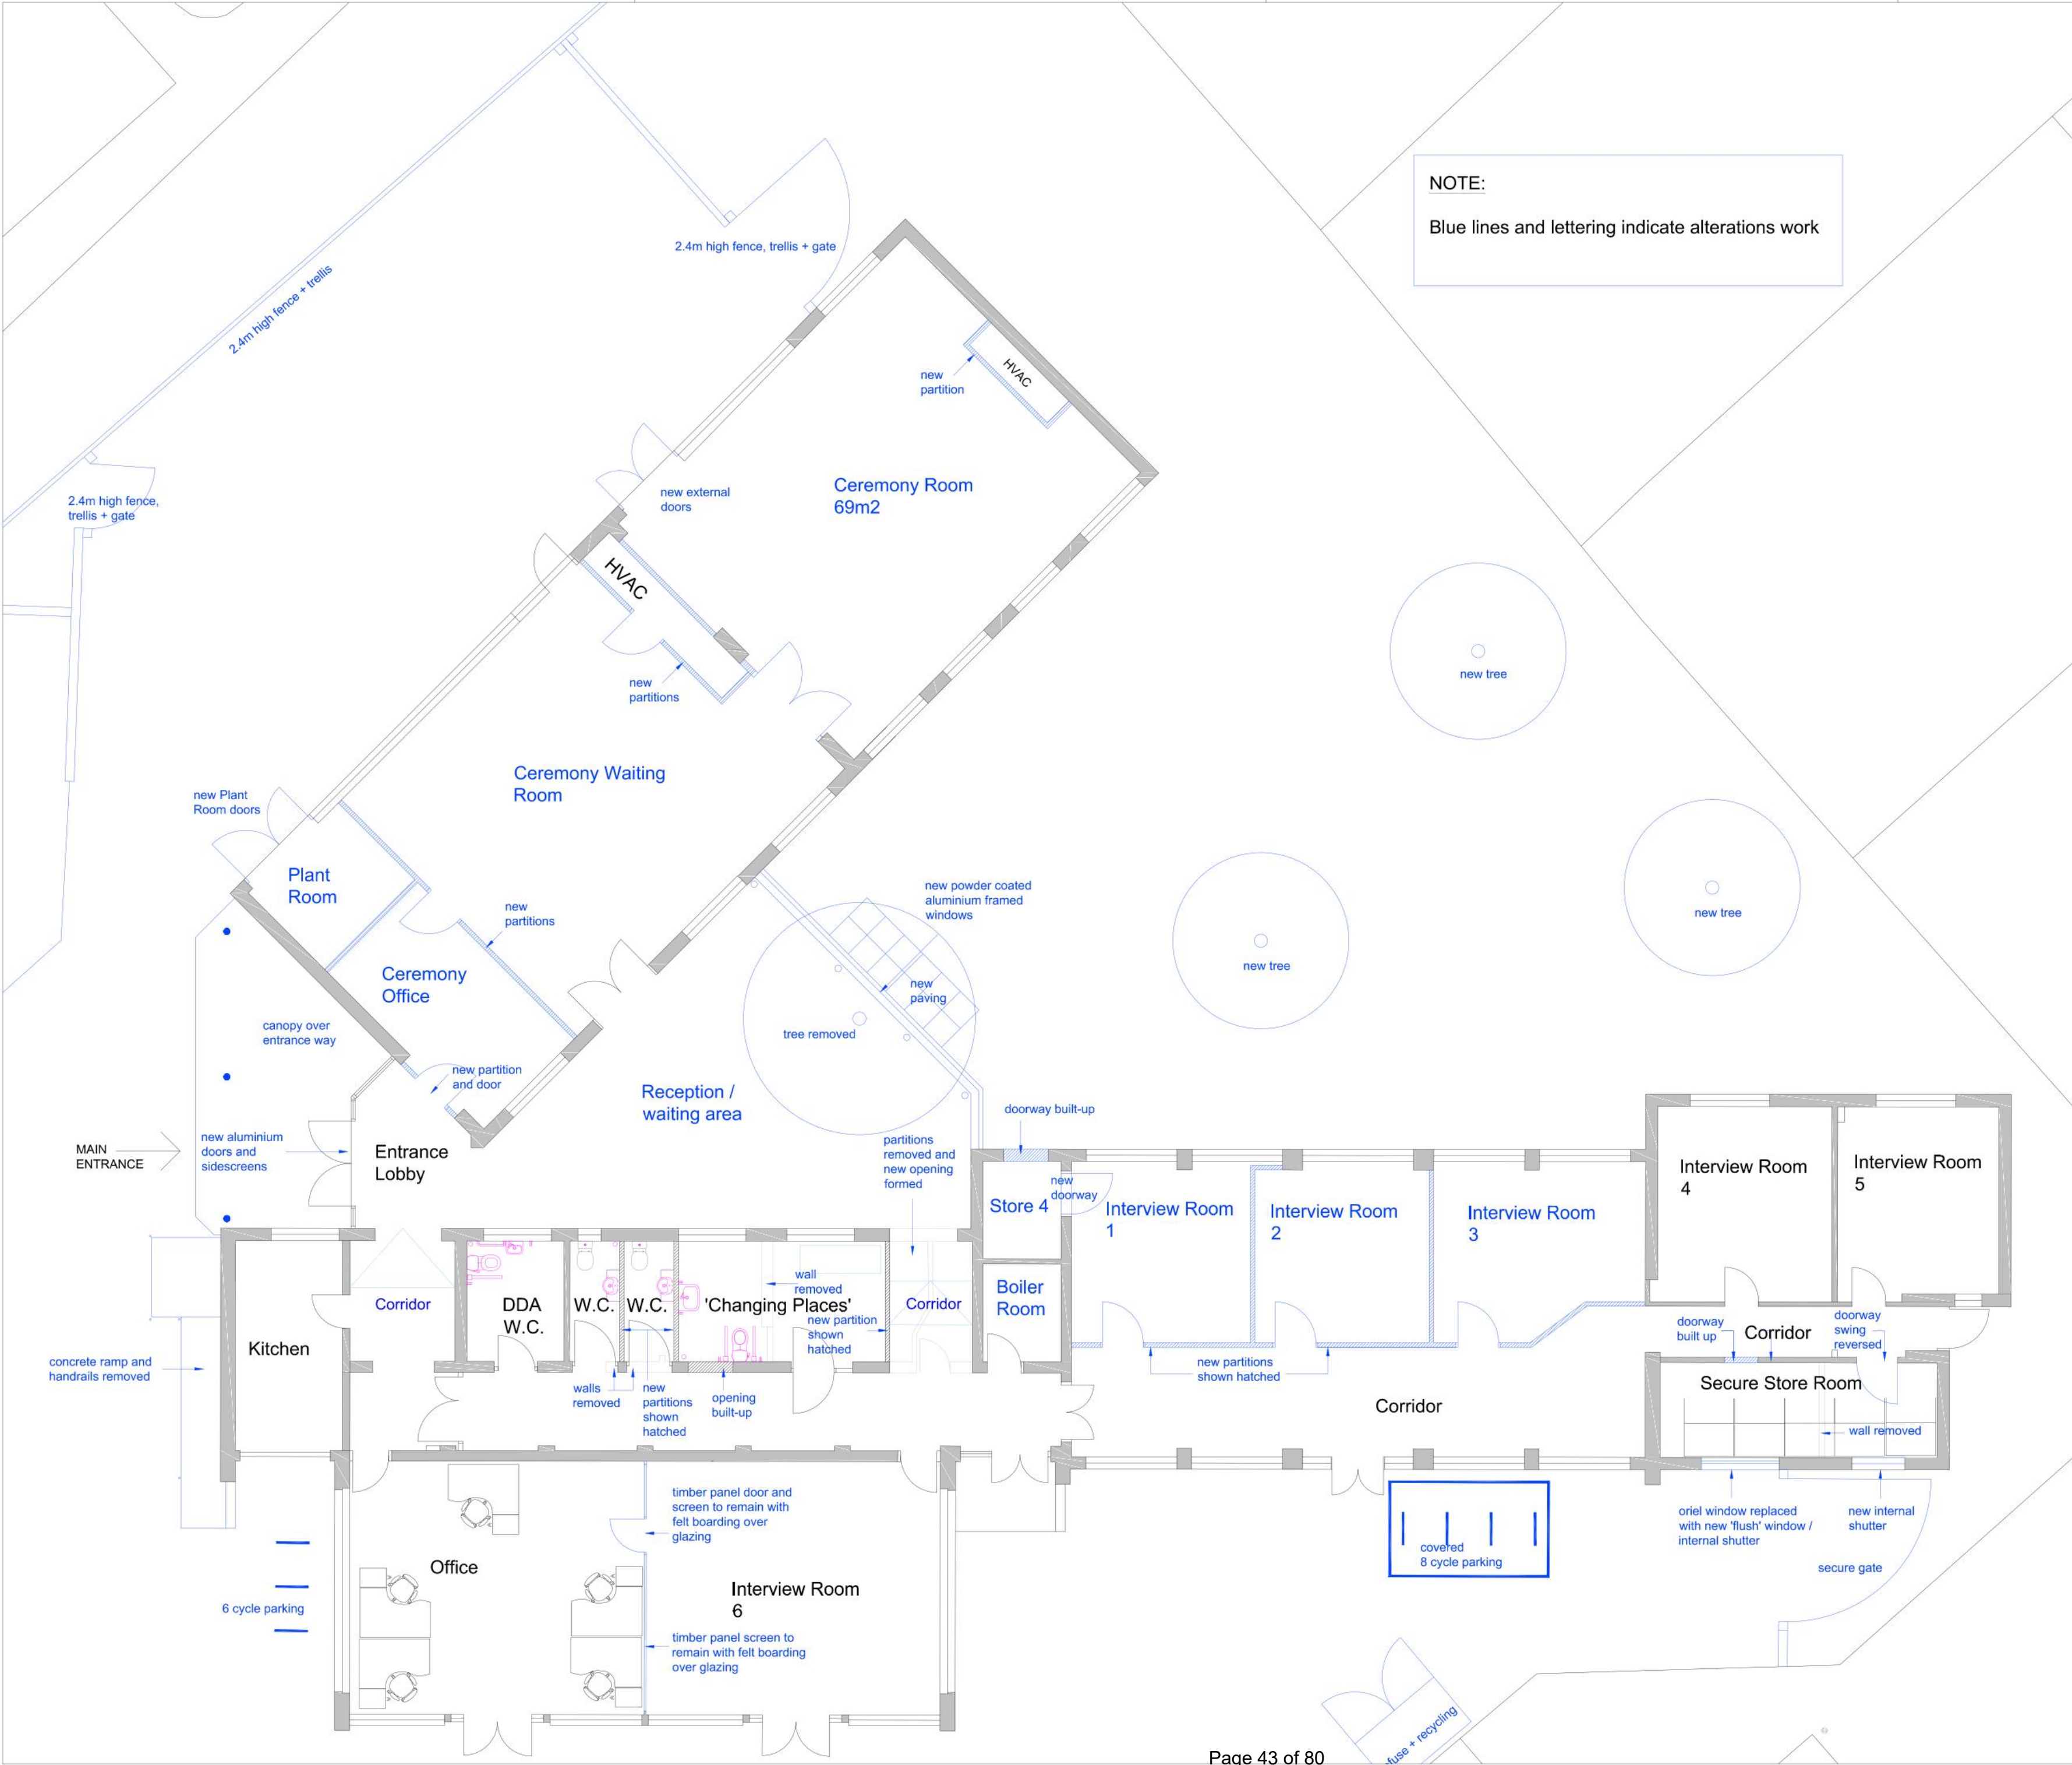 NOTE:
Blue lines and lettering indicate alterations work
2.4m high fence, trellis + gate
2.4m high fence + trellis
new
partition
HVAC
2.4m high fence,
trellis + gate
new external
doors
Ceremony Room
69m2
HVAC
new
partitions
new tree
Ceremony Waiting
Room
new Plant
Room doors
Plant
Room
new
partitions
new powder coated
aluminium framed
windows
new tree
new tree
Ceremony
Office
new
paving
canopy over
entrance way
tree removed
new partition
and door
Reception /
waiting area
doorway built-up
MAIN
ENTRANCE
new aluminium
doors and
sidescreens
Entrance
Lobby
partitions
removed and
new opening
formed
Store 4
new
doorway
Interview Room
1
Interview Room
2
Interview Room
3
Interview Room
4
Interview Room
5
Corridor
DDA
W.C.
W.C.
W.C.
wall
removed
'Changing Places'
new partition
shown
hatched
Corridor
Boiler
Room
Kitchen
concrete ramp and
handrails removed
walls
removed
new
partitions
shown
hatched
opening
built-up
new partitions
shown hatched
Corridor
doorway
built up
Corridor
doorway
swing
reversed
Secure Store Room
wall removed
timber panel door and
screen to remain with
felt boarding over
glazing
Office
Interview Room
6
6 cycle parking
timber panel screen to
remain with felt boarding
over glazing
covered
8 cycle parking
oriel window replaced
with new 'flush' window /
internal shutter
new internal
shutter
secure gate
fuse + recycling
Page 43 of 80